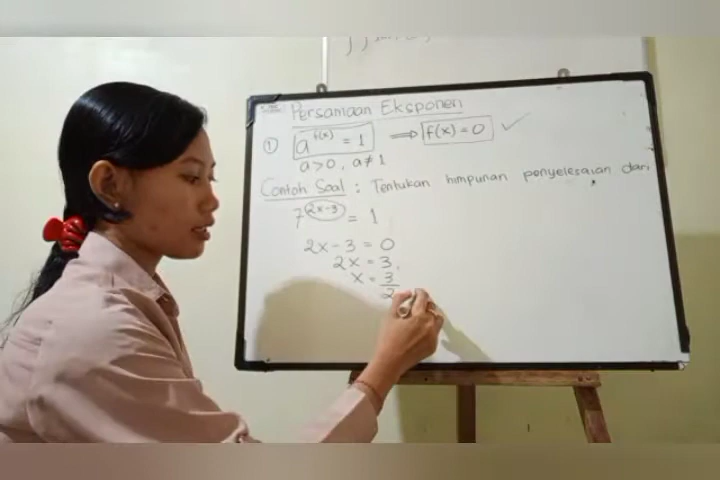 Persamaan Eksponen
① a^f(x) = 1 ⟹ f(x) = 0 ✓
a>0, a≠1
Contoh Soal : Tentukan himpunan penyelesaian dari
7^2x-3 = 1
2x-3 = 0
2x = 3
x = 3/2